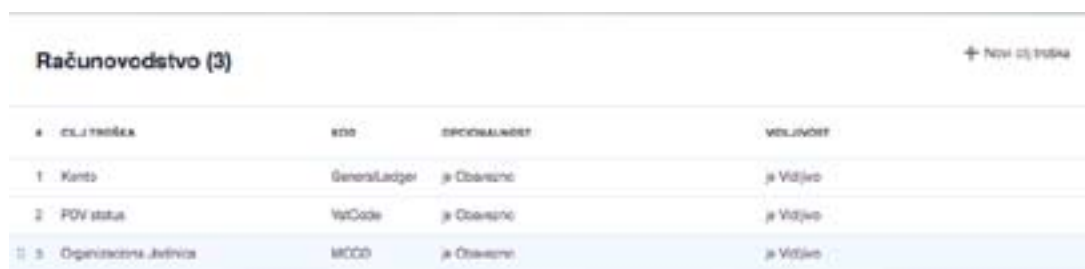 Računovodstvo (3)
+ Novi cilj troška
# CILJ TROŠKA KOD OPCIONALNOST VIDLJIVOST
1 Konto GeneralLedger je Obavezno je Vidljivo
2 PDV status VatCode je Obavezno je Vidljivo
3 Organizaciona Jedinica je Obavezno je Vidljivo